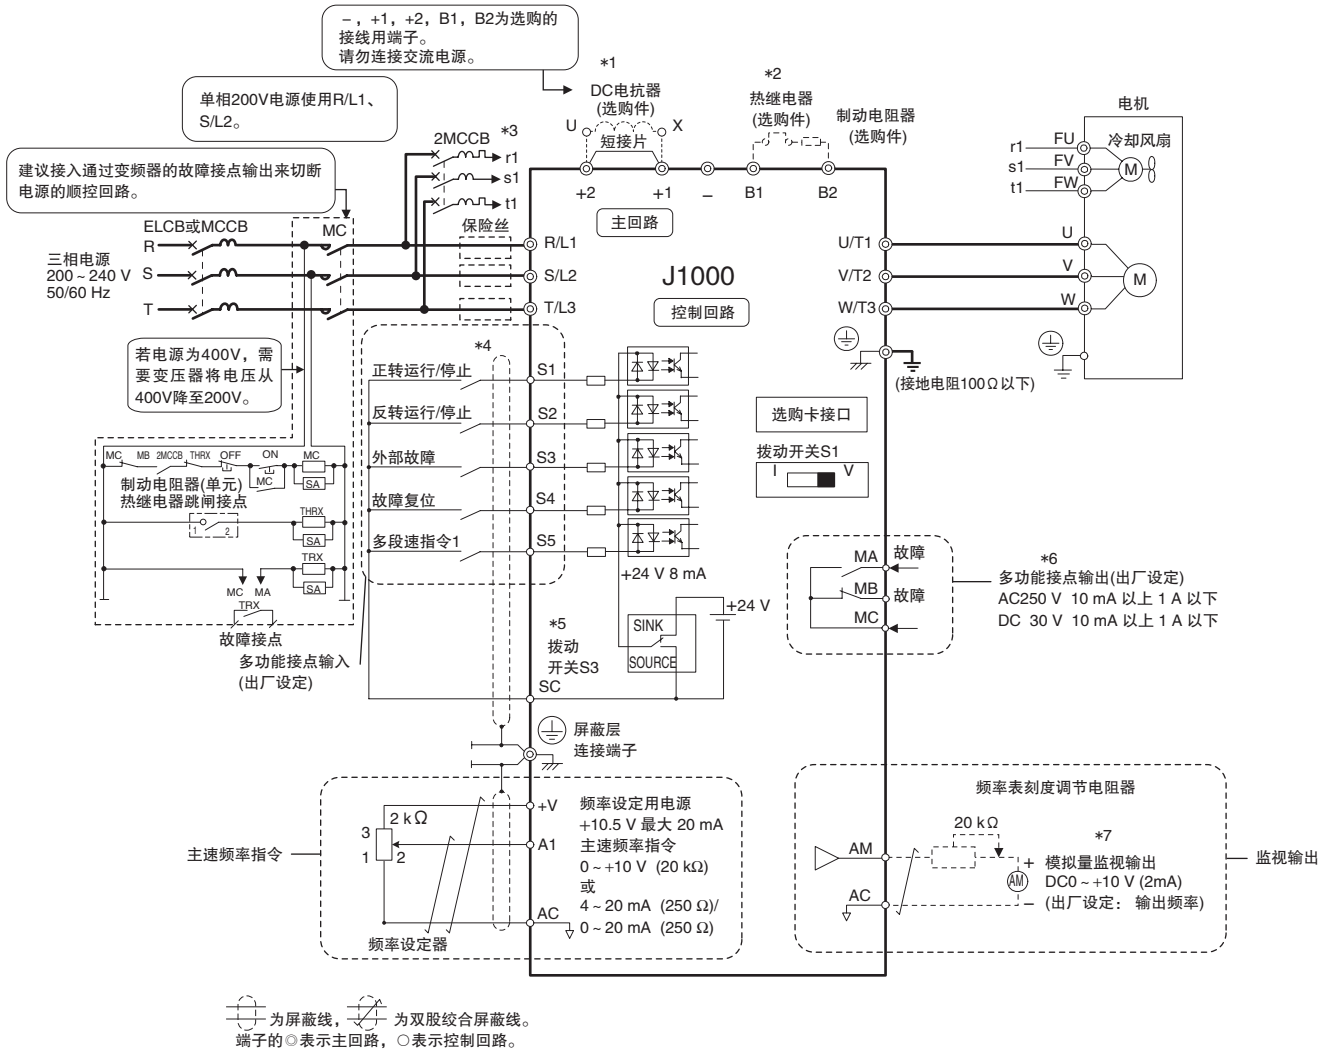 －，+1，+2，B1，B2为选购的
接线用端子。
请勿连接交流电源。
*1
DC电抗器
(选购件)
U
X
短接片
*2
热继电器
(选购件)
制动电阻器
(选购件)
电机
冷却风扇
r1
FU
s1
FV
t1
FW
M
单相200V电源使用R/L1、
S/L2。
2MCCB
*3
r1
s1
t1
建议接入通过变频器的故障接点输出来切断
电源的顺控回路。
+2
+1
－
B1
B2
主回路
ELCB或MCCB
MC
保险丝
三相电源
200～240 V
50/60 Hz
R
S
T
R/L1
S/L2
T/L3
J1000
控制回路
U/T1
V/T2
W/T3
U
V
W
M
(接地电阻100Ω以下)
若电源为400V，需
要变压器将电压从
400V降至200V。
*4
正转运行/停止
S1
反转运行/停止
S2
外部故障
S3
故障复位
S4
多段速指令1
S5
选购卡接口
拨动开关S1
I
V
MC
MB
2MCCB
THRX
OFF
ON
MC
MC
SA
制动电阻器(单元)
热继电器跳闸接点
1
2
THRX
SA
TRX
SA
MC
MA
TRX
故障接点
多功能接点输入
(出厂设定)
+24 V 8 mA
+24 V
SINK
SOURCE
*5
拨动
开关S3
SC
MA
故障
MB
故障
MC
*6
多功能接点输出(出厂设定)
AC250 V 10 mA 以上 1 A 以下
DC 30 V 10 mA 以上 1 A 以下
屏蔽层
连接端子
主速频率指令
2 kΩ
3
1
2
频率设定器
+V
A1
AC
频率设定用电源
+10.5 V 最大 20 mA
主速频率指令
0～+10 V (20 kΩ)
或
4～20 mA (250 Ω)/
0～20 mA (250 Ω)
频率表刻度调节电阻器
20 kΩ
*7
AM
AC
+
AM
－
模拟量监视输出
DC0～+10 V (2mA)
(出厂设定：输出频率)
监视输出
为屏蔽线，为双股绞合屏蔽线。
端子的◎表示主回路，○表示控制回路。